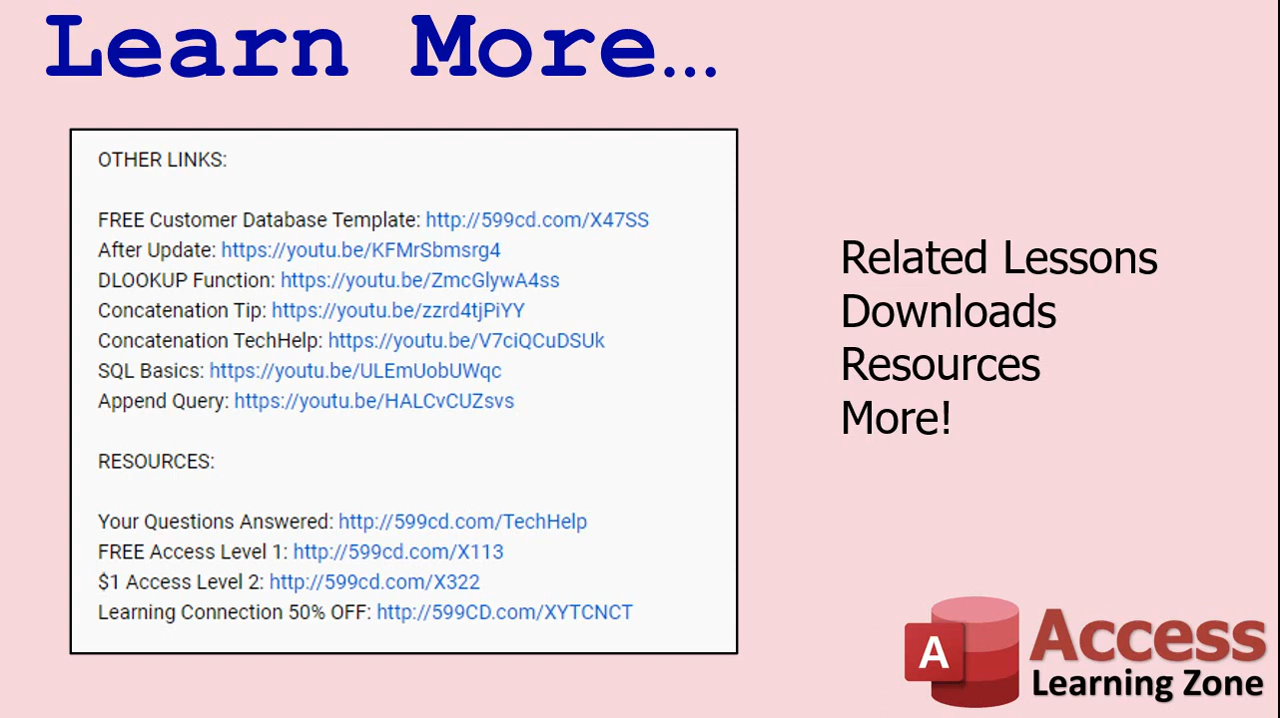 Learn More...
OTHER LINKS:
FREE Customer Database Template: http://599cd.com/X47SS
After Update: https://youtu.be/KFMrSbmsrg4
DLOOKUP Function: https://youtu.be/ZmcGlywA4ss
Concatenation Tip: https://youtu.be/zzrd4tjPiYY
Concatenation TechHelp: https://youtu.be/V7ciQCuDSUk
SQL Basics: https://youtu.be/ULEmUobUWqc
Append Query: https://youtu.be/HALCvCUZsvs
RESOURCES:
Your Questions Answered: http://599cd.com/TechHelp
FREE Access Level 1: http://599cd.com/X113
$1 Access Level 2: http://599cd.com/X322
Learning Connection 50% OFF: http://599CD.com/XYTCNCT
Related Lessons
Downloads
Resources
More!
A
Access
Learning Zone